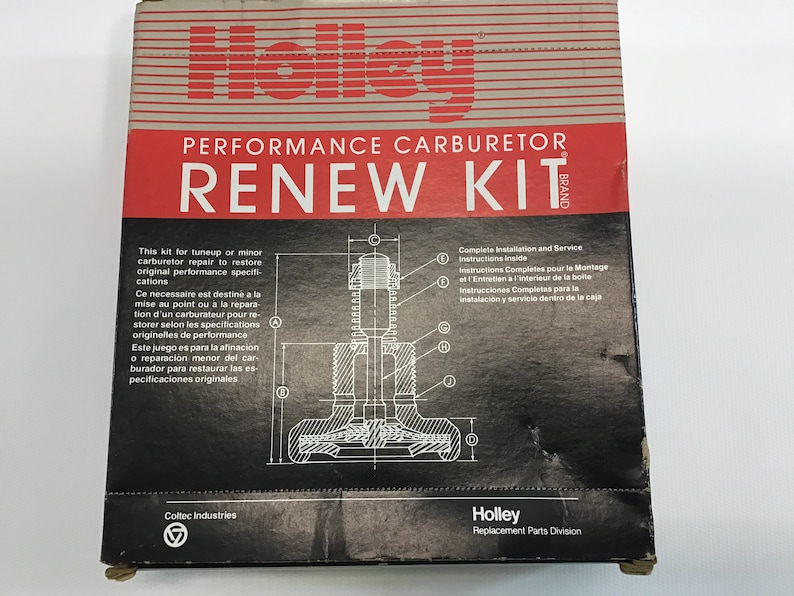 Holley®
PERFORMANCE CARBURETOR
RENEW KIT®
BRAND
This kit for tuneup or minor
carburetor repair to restore
original performance specifi-
cations
Ce necessaire est destiné a la
mise au point ou a la repara-
tion d'un carburateur pour re-
storer selon les spécifications
originelles de performance
Este juego es para la afinacion
o reparación menor del car-
burador para restaurar las es-
pecificaciones originales
Complete Installation and Service
Instructions Inside
Instructions Completes pour le Montage
et l'Entretien à l'interieur de la boite
Instrucciones Completas para la
instalación y servicio dentro de la caja
C
E
F
A
G
H
B
J
D
Coltec Industries
Holley
Replacement Parts Division